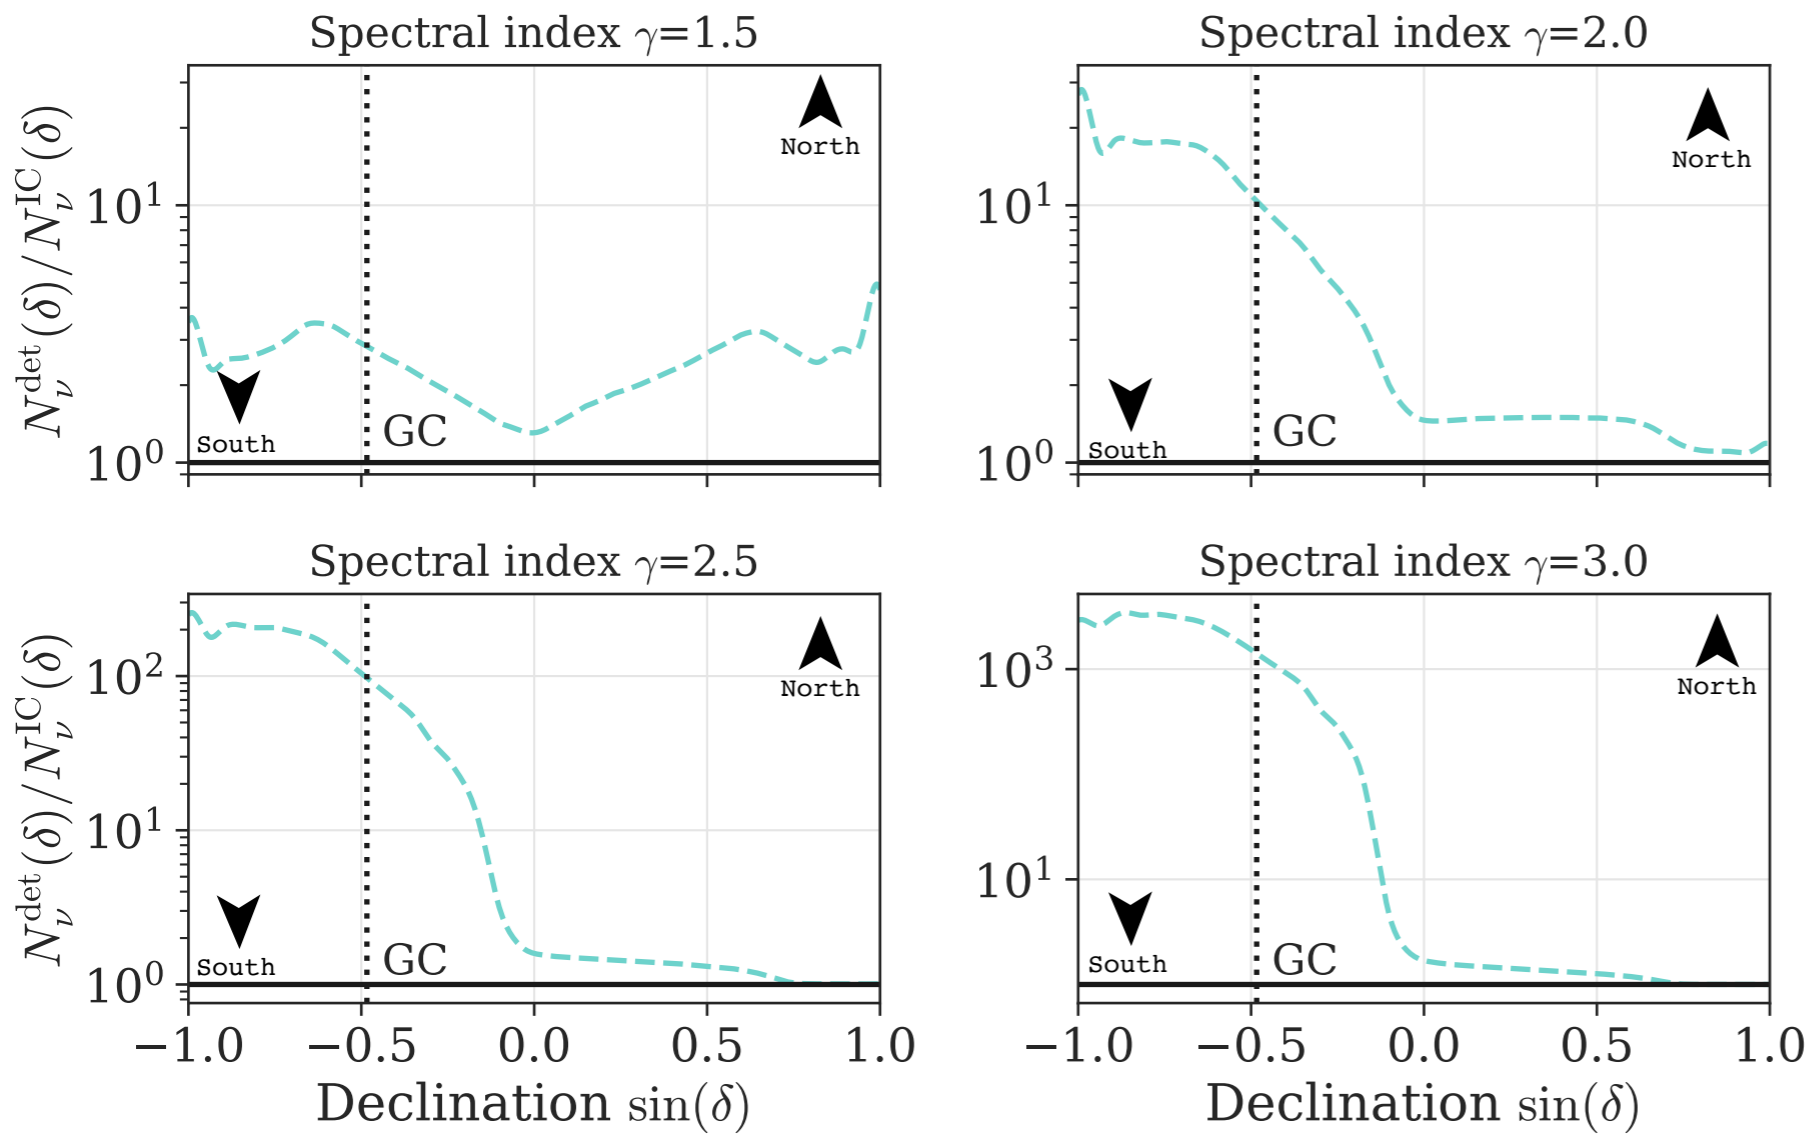 Spectral index γ=1.5
Spectral index γ=2.0
N_ν^det(δ)/N_ν^IC(δ)
10^1
10^0
North
South
GC
10^1
10^0
North
South
GC
Spectral index γ=2.5
Spectral index γ=3.0
N_ν^det(δ)/N_ν^IC(δ)
10^2
10^1
10^0
North
South
GC
10^3
10^1
North
South
GC
−1.0 −0.5 0.0 0.5 1.0
−1.0 −0.5 0.0 0.5 1.0
Declination sin(δ)
Declination sin(δ)